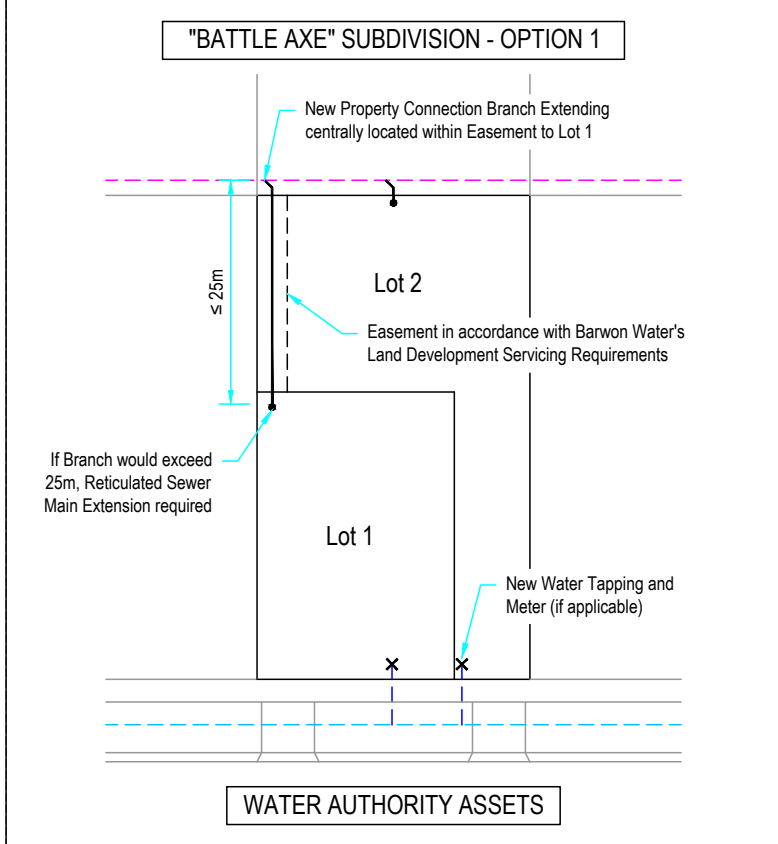 "BATTLE AXE" SUBDIVISION - OPTION 1
New Property Connection Branch Extending
centrally located within Easement to Lot 1
≤ 25m
Lot 2
Easement in accordance with Barwon Water's
Land Development Servicing Requirements
If Branch would exceed
25m, Reticulated Sewer
Main Extension required
Lot 1
New Water Tapping and
Meter (if applicable)
WATER AUTHORITY ASSETS